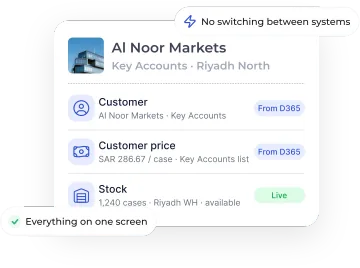 No switching between systems
Al Noor Markets
Key Accounts · Riyadh North
Customer
Al Noor Markets · Key Accounts
From D365
Customer price
SAR 286.67 / case · Key Accounts list
From D365
Stock
1,240 cases · Riyadh WH · available
Live
Everything on one screen